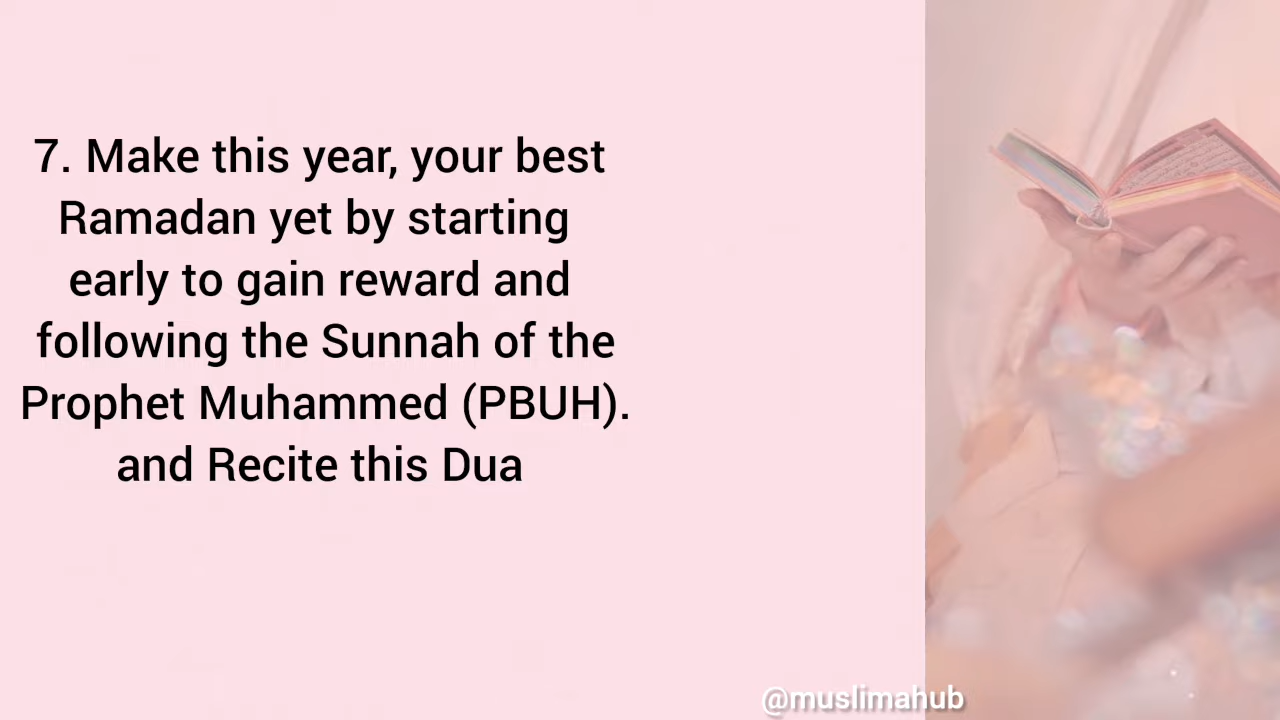 7. Make this year, your best
Ramadan yet by starting
early to gain reward and
following the Sunnah of the
Prophet Muhammed (PBUH).
and Recite this Dua
@muslimahub